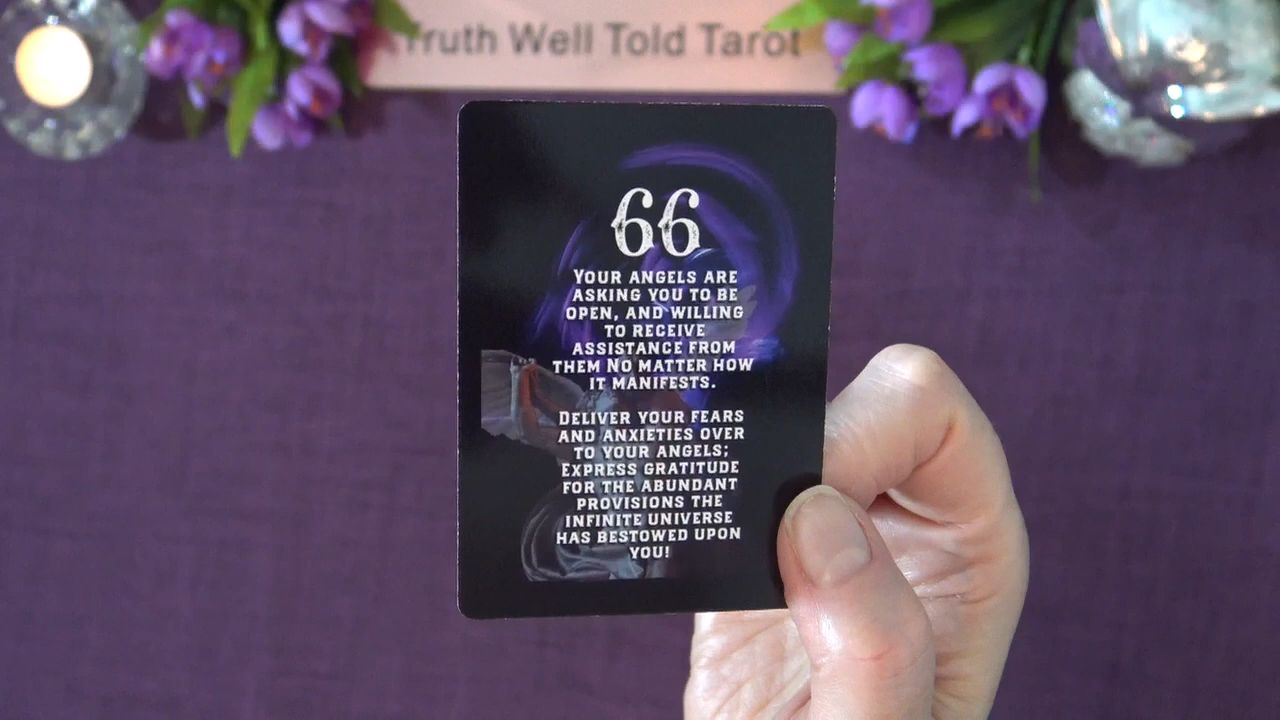 Truth Well Told Tarot
66
YOUR ANGELS ARE
ASKING YOU TO BE
OPEN, AND WILLING
TO RECEIVE
ASSISTANCE FROM
THEM NO MATTER HOW
IT MANIFESTS.
DELIVER YOUR FEARS
AND ANXIETIES OVER
TO YOUR ANGELS;
EXPRESS GRATITUDE
FOR THE ABUNDANT
PROVISIONS THE
INFINITE UNIVERSE
HAS BESTOWED UPON
YOU!